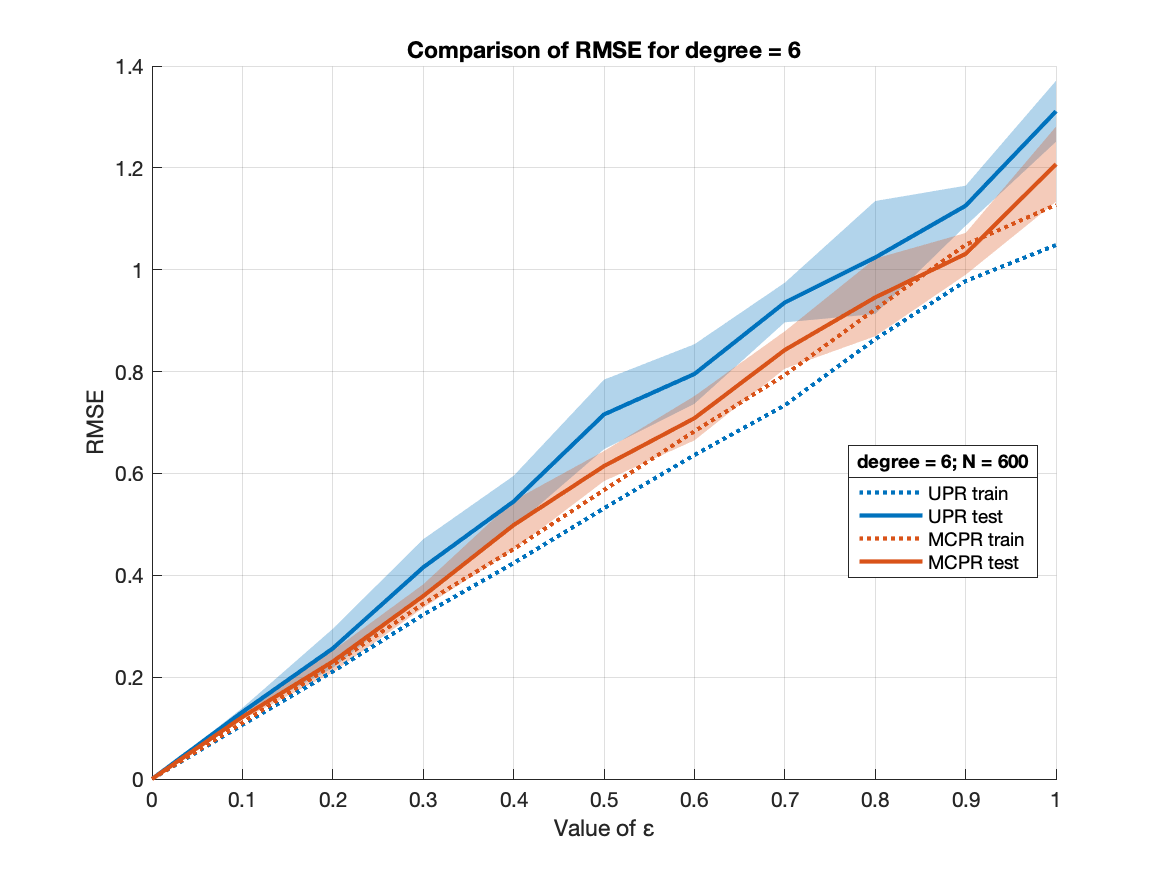 Comparison of RMSE for degree = 6
1.4
1.2
1
0.8
0.6
0.4
0.2
0
RMSE
degree = 6; N = 600
UPR train
UPR test
MCPR train
MCPR test
0 0.1 0.2 0.3 0.4 0.5 0.6 0.7 0.8 0.9 1
Value of ε